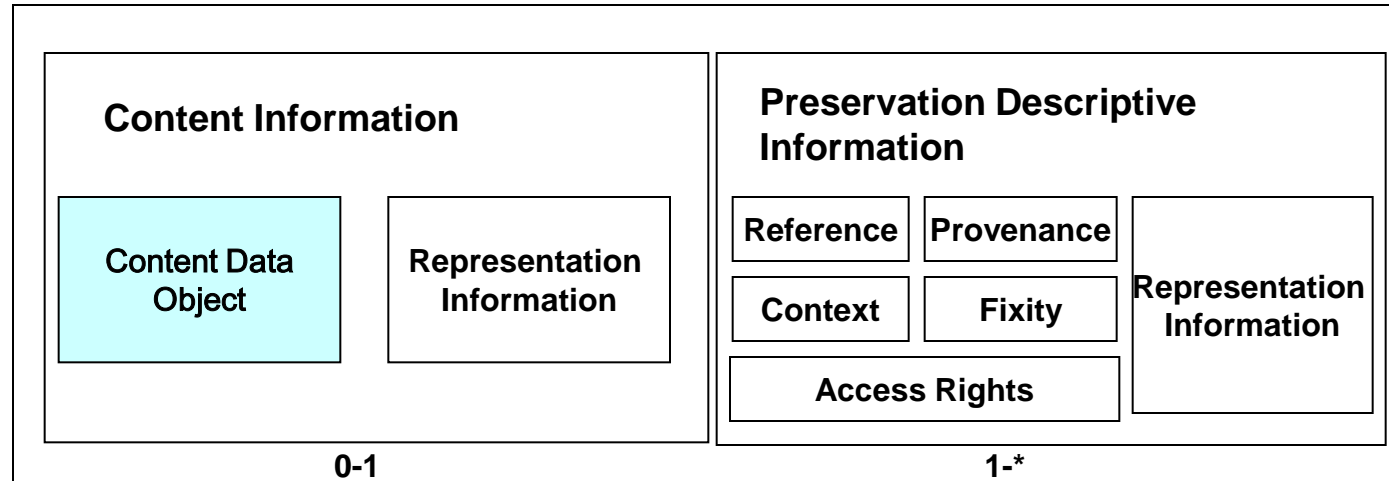 Content Information
Content Data
Object
Representation
Information
0-1
Preservation Descriptive
Information
Reference
Provenance
Context
Fixity
Access Rights
Representation
Information
1-*